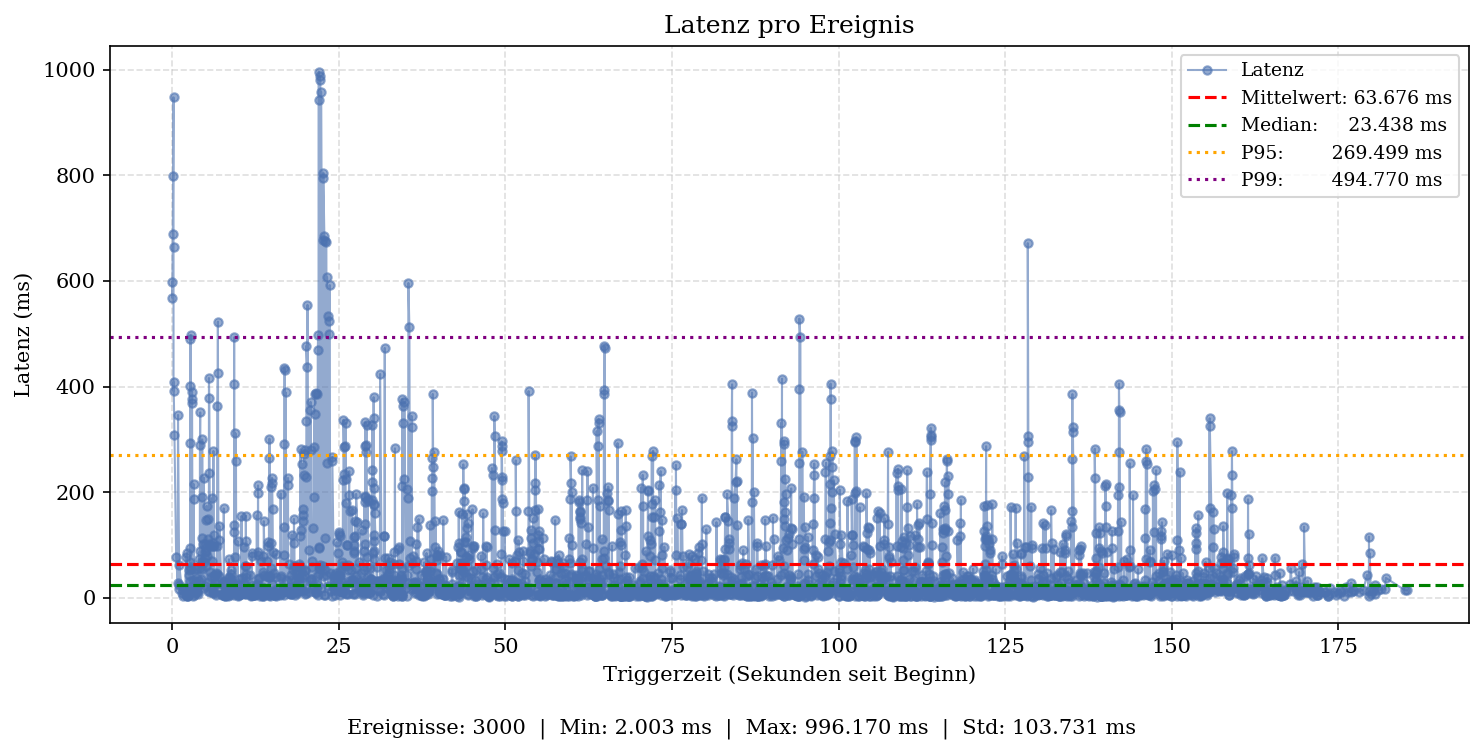 Latenz pro Ereignis
1000
800
600
400
200
0
Latenz (ms)
Latenz
Mittelwert: 63.676 ms
Median: 23.438 ms
P95: 269.499 ms
P99: 494.770 ms
0 25 50 75 100 125 150 175
Triggerzeit (Sekunden seit Beginn)
Ereignisse: 3000 | Min: 2.003 ms | Max: 996.170 ms | Std: 103.731 ms